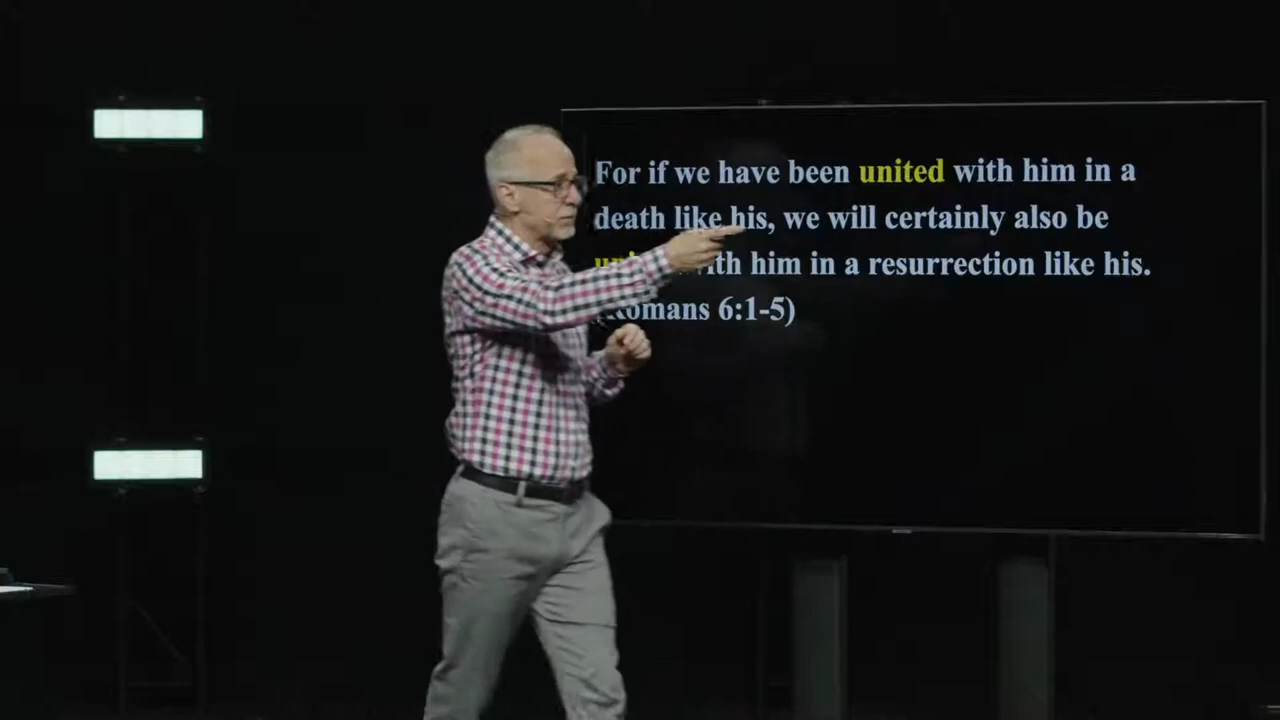 For if we have been united with him in a
death like his, we will certainly also be
with him in a resurrection like his.
(Romans 6:1-5)